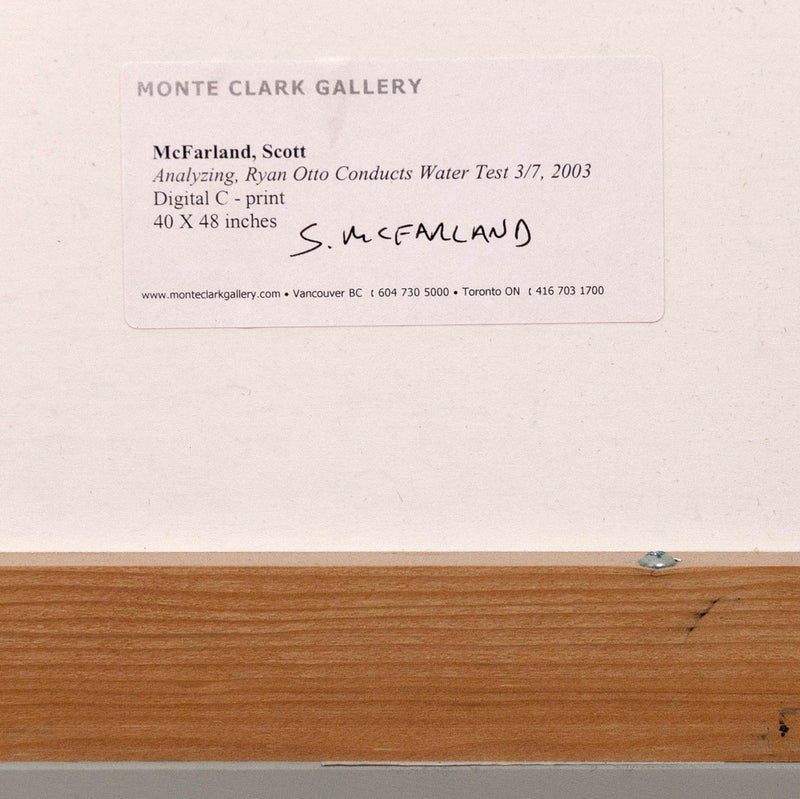 MONTE CLARK GALLERY
McFarland, Scott
Analyzing, Ryan Otto Conducts Water Test 3/7, 2003
Digital C - print
40 X 48 inches
S. McFARLAND
www.monteclarkgallery.com • Vancouver BC t 604 730 5000 • Toronto ON t 416 703 1700